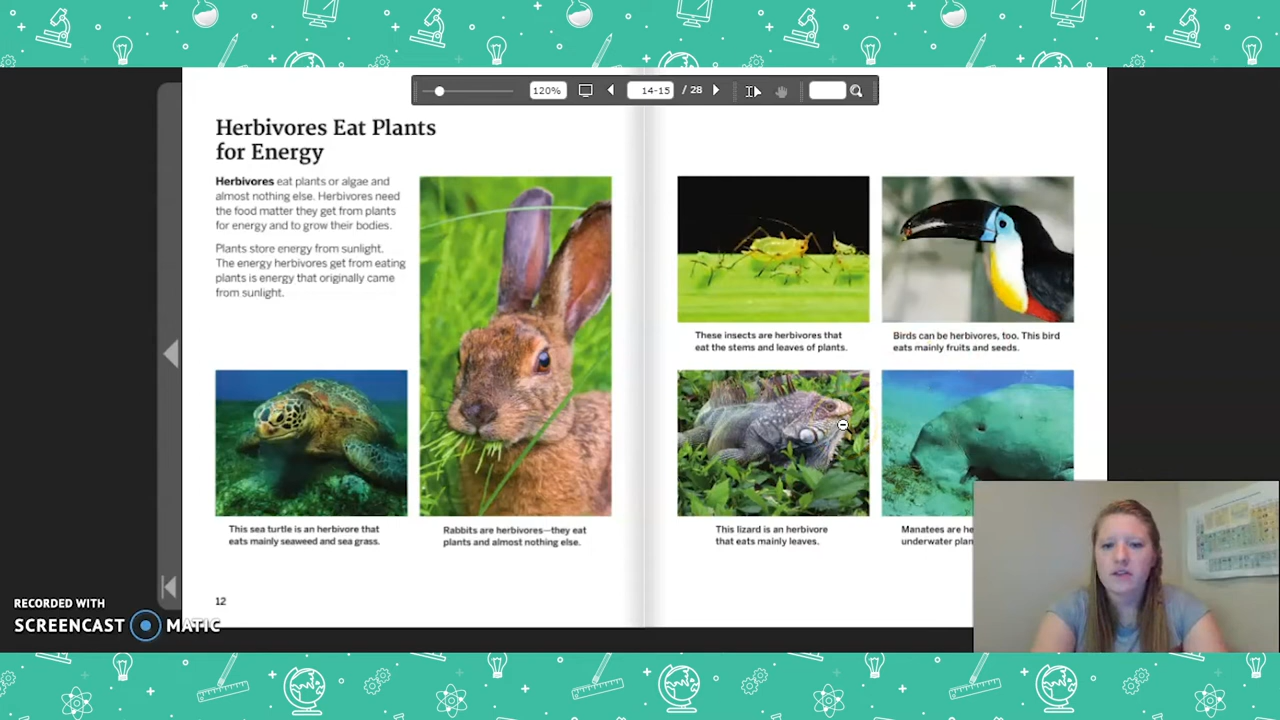 120%
14-15 / 28
Herbivores Eat Plants
for Energy
Herbivores eat plants or algae and
almost nothing else. Herbivores need
the food matter they get from plants
for energy and to grow their bodies.
Plants store energy from sunlight.
The energy herbivores get from eating
plants is energy that originally came
from sunlight.
This sea turtle is an herbivore that
eats mainly seaweed and sea grass.
Rabbits are herbivores—they eat
plants and almost nothing else.
12
These insects are herbivores that
eat the stems and leaves of plants.
Birds can be herbivores, too. This bird
eats mainly fruits and seeds.
This lizard is an herbivore
that eats mainly leaves.
Manatees are he
underwater plan
RECORDED WITH
SCREENCAST MATIC